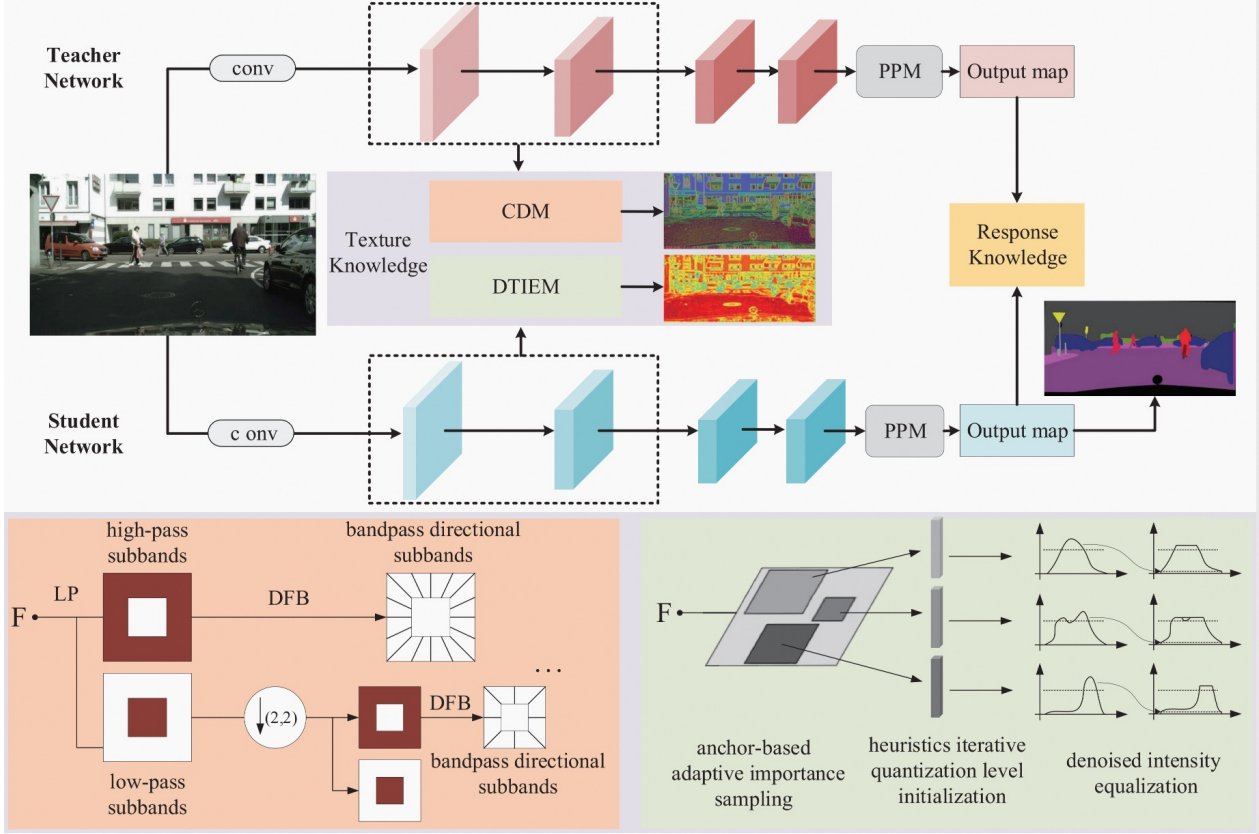 Teacher
Network
conv
PPM
Output map
CDM
Texture
Knowledge
DTIEM
Response
Knowledge
Student
Network
c onv
PPM
Output map
high-pass
subbands
bandpass directional
subbands
LP
DFB
F
...
(2,2)
DFB
low-pass
subbands
bandpass directional
subbands
F
anchor-based
adaptive importance
sampling
heuristics iterative
quantization level
initialization
denoised intensity
equalization